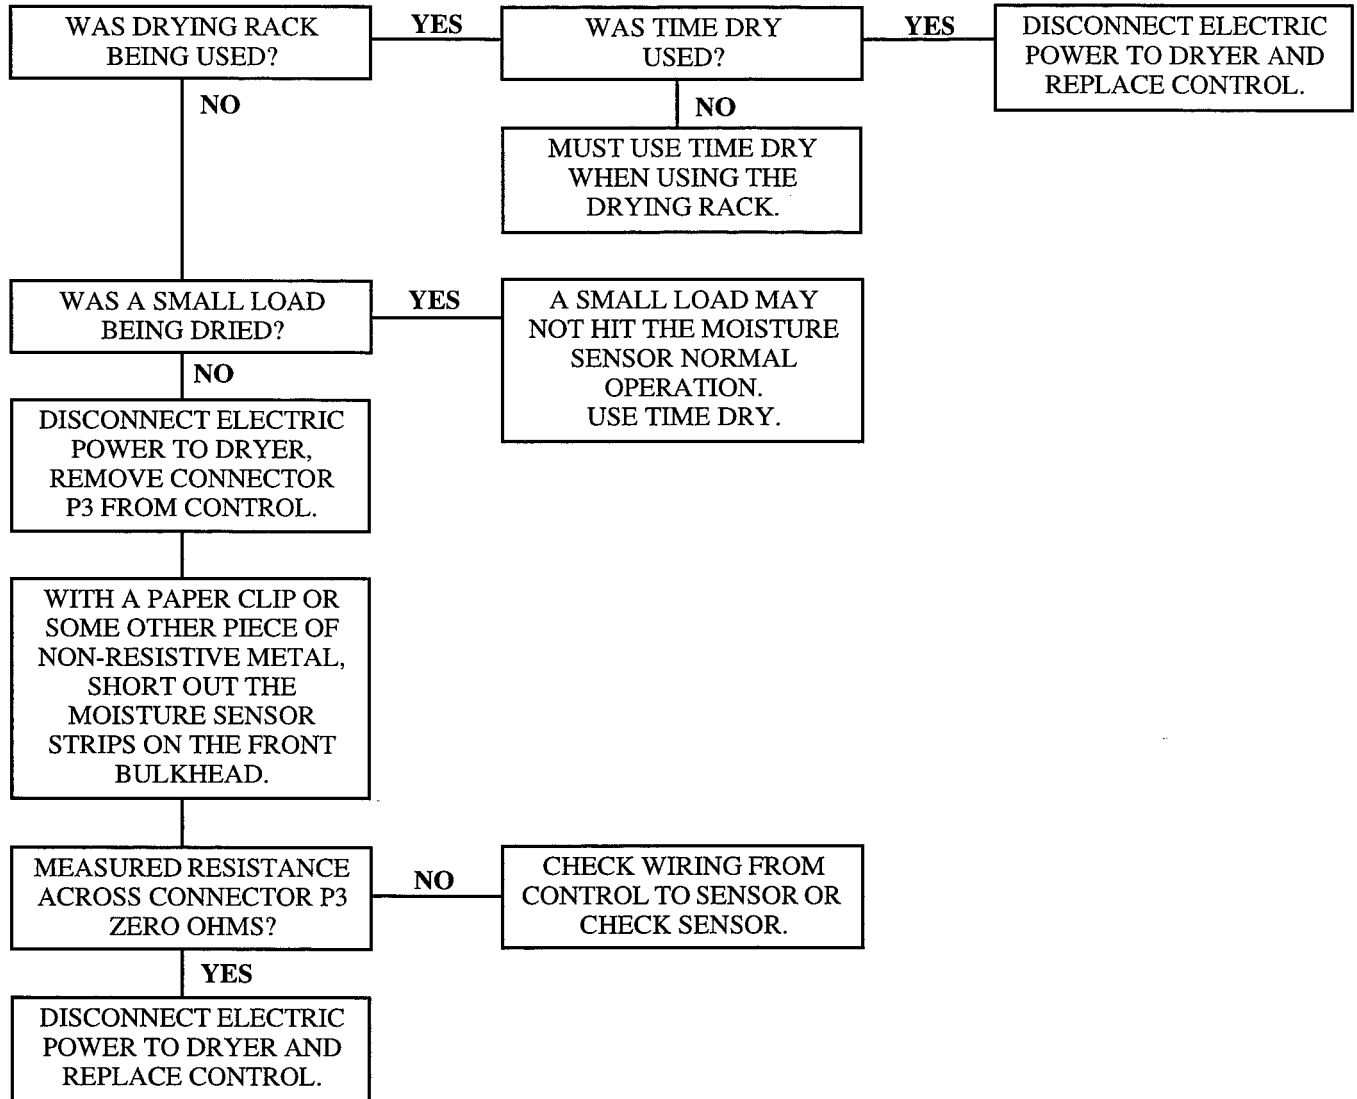 WAS DRYING RACK
BEING USED?
YES
WAS TIME DRY
USED?
YES
DISCONNECT ELECTRIC
POWER TO DRYER AND
REPLACE CONTROL.
NO
NO
MUST USE TIME DRY
WHEN USING THE
DRYING RACK.
WAS A SMALL LOAD
BEING DRIED?
YES
A SMALL LOAD MAY
NOT HIT THE MOISTURE
SENSOR NORMAL
OPERATION.
USE TIME DRY.
NO
DISCONNECT ELECTRIC
POWER TO DRYER,
REMOVE CONNECTOR
P3 FROM CONTROL.
WITH A PAPER CLIP OR
SOME OTHER PIECE OF
NON-RESISTIVE METAL,
SHORT OUT THE
MOISTURE SENSOR
STRIPS ON THE FRONT
BULKHEAD.
MEASURED RESISTANCE
ACROSS CONNECTOR P3
ZERO OHMS?
NO
CHECK WIRING FROM
CONTROL TO SENSOR OR
CHECK SENSOR.
YES
DISCONNECT ELECTRIC
POWER TO DRYER AND
REPLACE CONTROL.